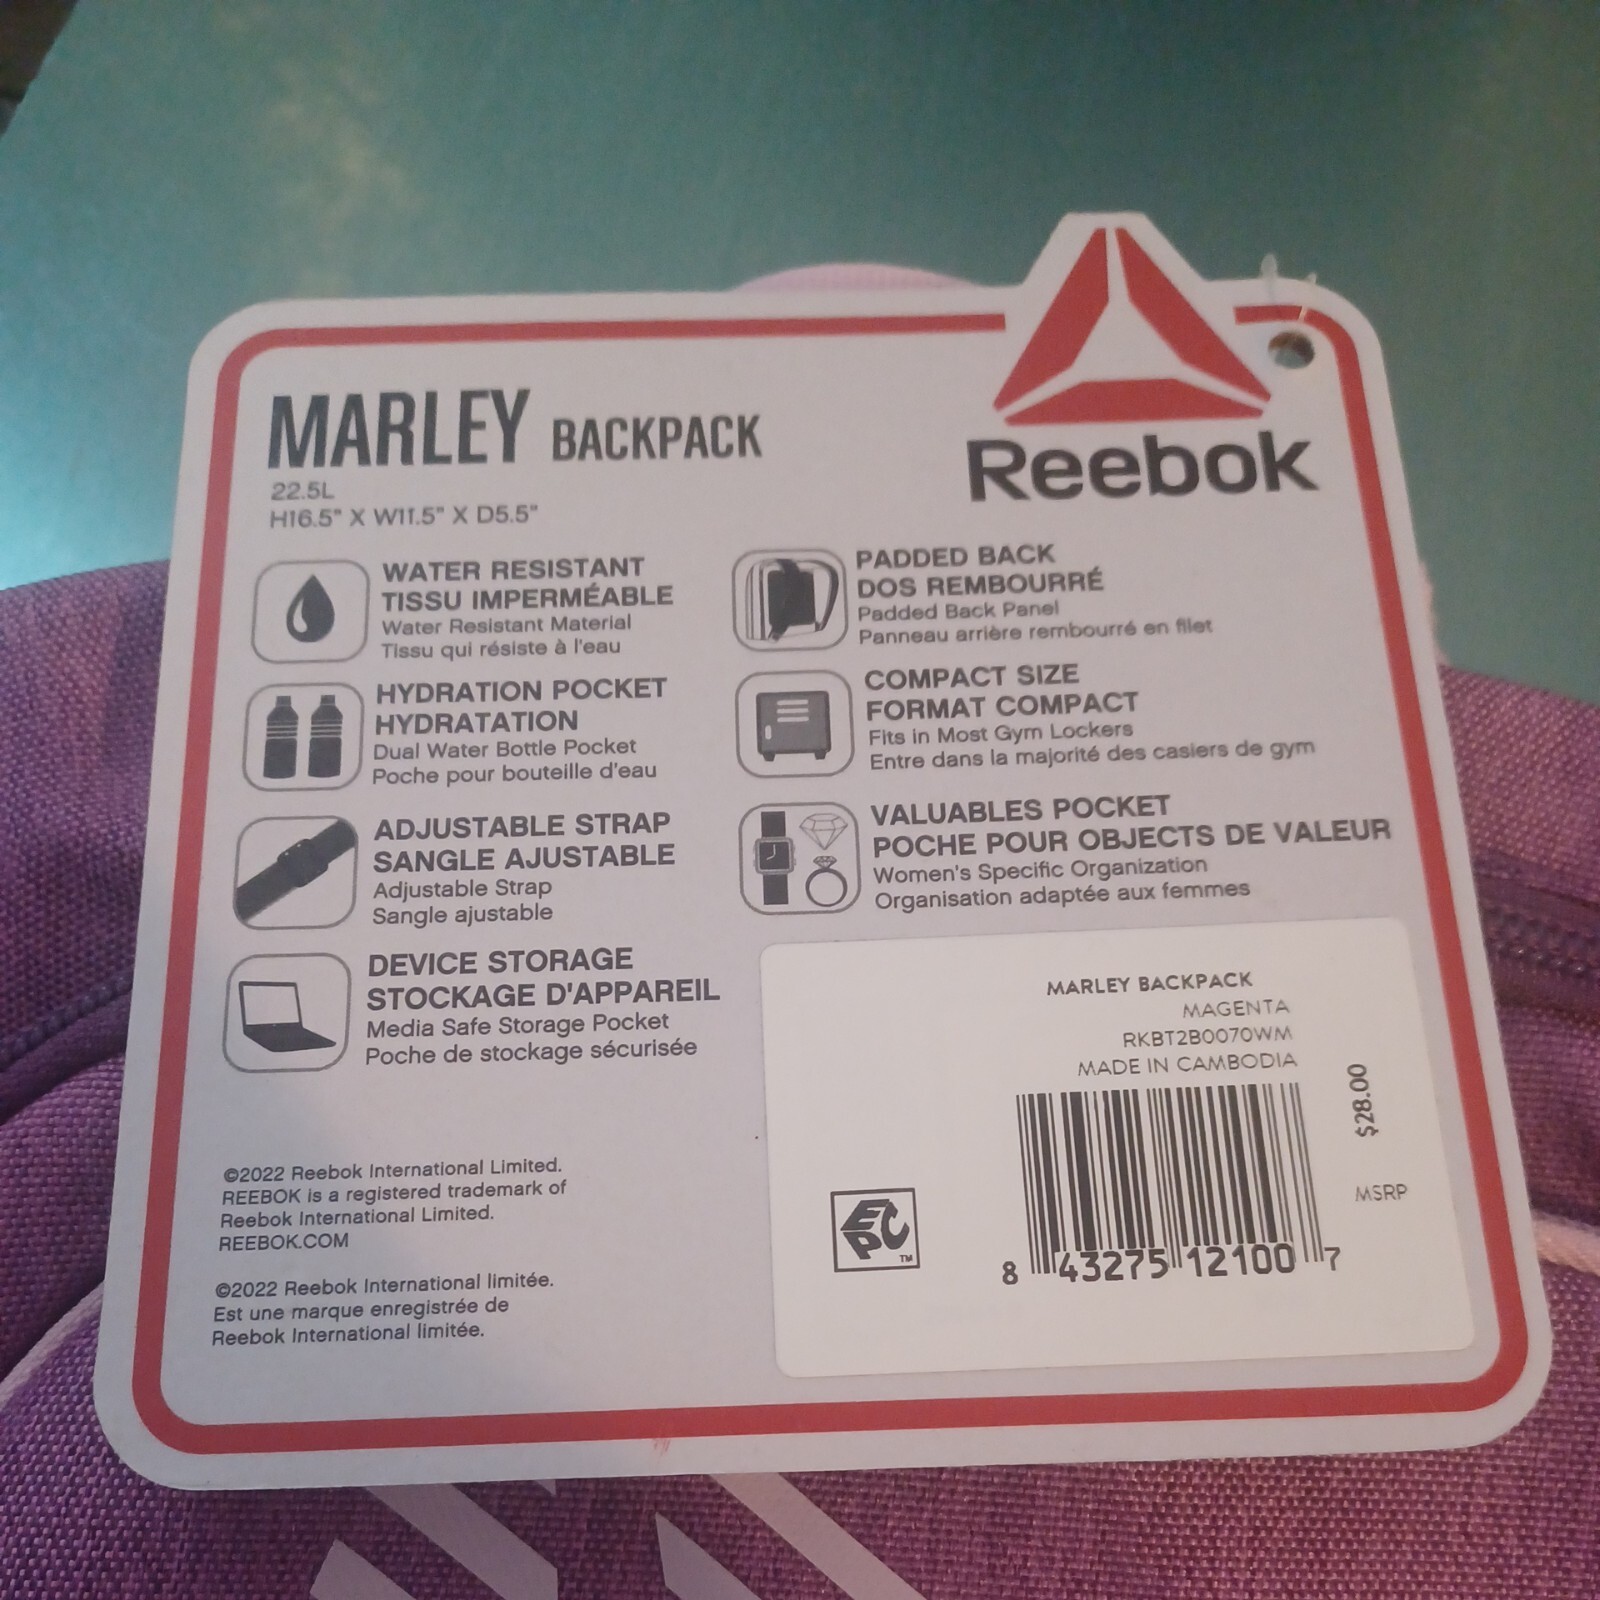 Reebok
MARLEY BACKPACK
22.5L
H16.5" X W11.5" X D5.5"
WATER RESISTANT
TISSU IMPERMÉABLE
Water Resistant Material
Tissu qui résiste à l'eau
HYDRATION POCKET
HYDRATATION
Dual Water Bottle Pocket
Poche pour bouteille d'eau
ADJUSTABLE STRAP
SANGLE AJUSTABLE
Adjustable Strap
Sangle ajustable
DEVICE STORAGE
STOCKAGE D'APPAREIL
Media Safe Storage Pocket
Poche de stockage sécurisée
PADDED BACK
DOS REMBOURRÉ
Padded Back Panel
Panneau arrière rembourré en filet
COMPACT SIZE
FORMAT COMPACT
Fits in Most Gym Lockers
Entre dans la majorité des casiers de gym
VALUABLES POCKET
POCHE POUR OBJECTS DE VALEUR
Women's Specific Organization
Organisation adaptée aux femmes
©2022 Reebok International Limited.
REEBOK is a registered trademark of
Reebok International Limited.
REEBOK.COM
©2022 Reebok International limitée.
Est une marque enregistrée de
Reebok International limitée.
MARLEY BACKPACK
MAGENTA
RKBT2B0070WM
MADE IN CAMBODIA
EPC TM
8 43275 12100 7
$28.00
MSRP